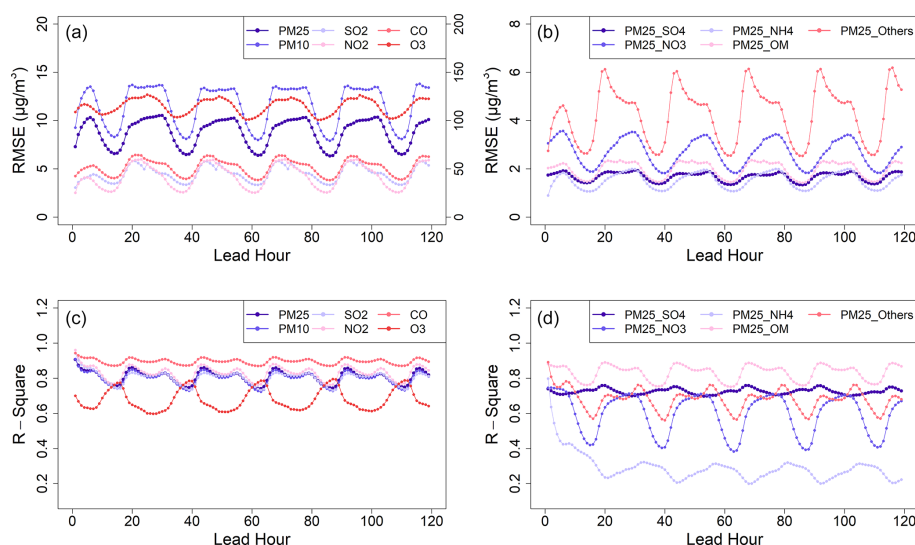 (a)
PM25 SO2 CO
PM10 NO2 O3
RMSE (μg/m³)
20
15
10
5
0
200
150
100
50
0
0 20 40 60 80 100 120
Lead Hour
(b)
PM25_SO4 PM25_NH4 PM25_Others
PM25_NO3 PM25_OM
RMSE (μg/m³)
8
6
4
2
0
0 20 40 60 80 100 120
Lead Hour
(c)
PM25 SO2 CO
PM10 NO2 O3
R – Square
1.2
1.0
0.8
0.6
0.4
0.2
0 20 40 60 80 100 120
Lead Hour
(d)
PM25_SO4 PM25_NH4 PM25_Others
PM25_NO3 PM25_OM
R – Square
1.2
1.0
0.8
0.6
0.4
0.2
0 20 40 60 80 100 120
Lead Hour